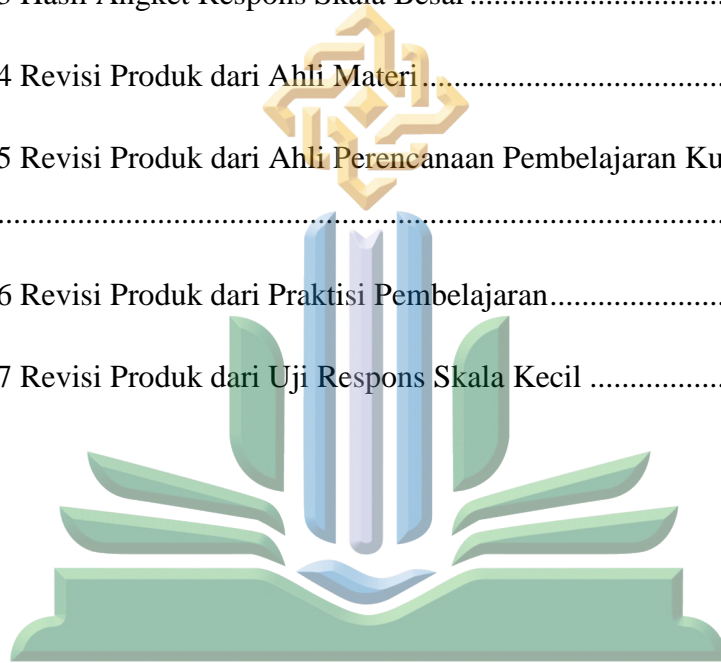 3 Hasil Angket Respons Skala Besar..............................
4 Revisi Produk dari Ahli Materi....................................
5 Revisi Produk dari Ahli Perencanaan Pembelajaran Ku
................................................................................
6 Revisi Produk dari Praktisi Pembelajaran.....................
7 Revisi Produk dari Uji Respons Skala Kecil ................